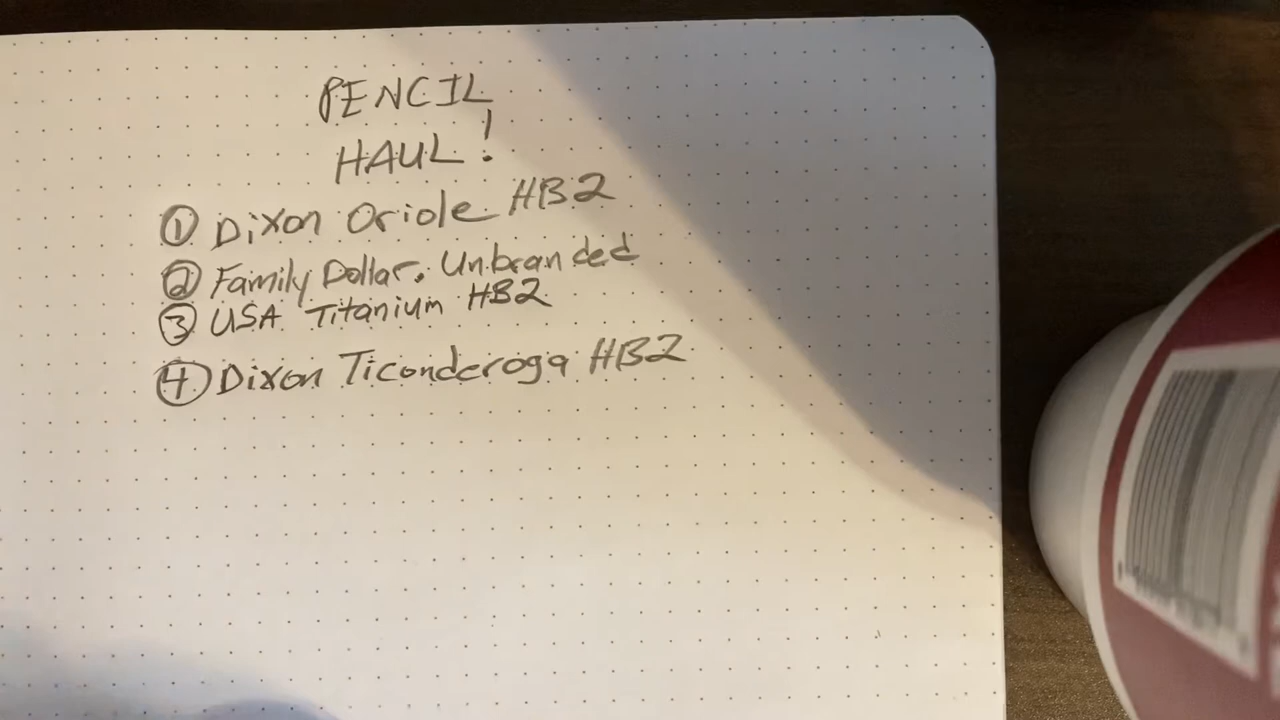 PENCIL
HAUL!
① Dixon Oriole HB2
② Family Dollar. Unbranded
③ USA Titanium HB2
④ Dixon Ticonderoga HB2